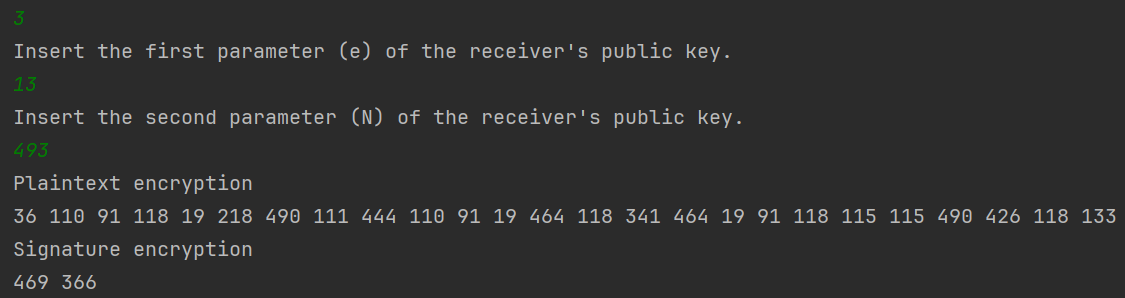 3
Insert the first parameter (e) of the receiver's public key.
13
Insert the second parameter (N) of the receiver's public key.
493
Plaintext encryption
36 110 91 118 19 218 490 111 444 110 91 19 464 118 341 464 19 91 118 115 115 490 426 118 133
Signature encryption
469 366